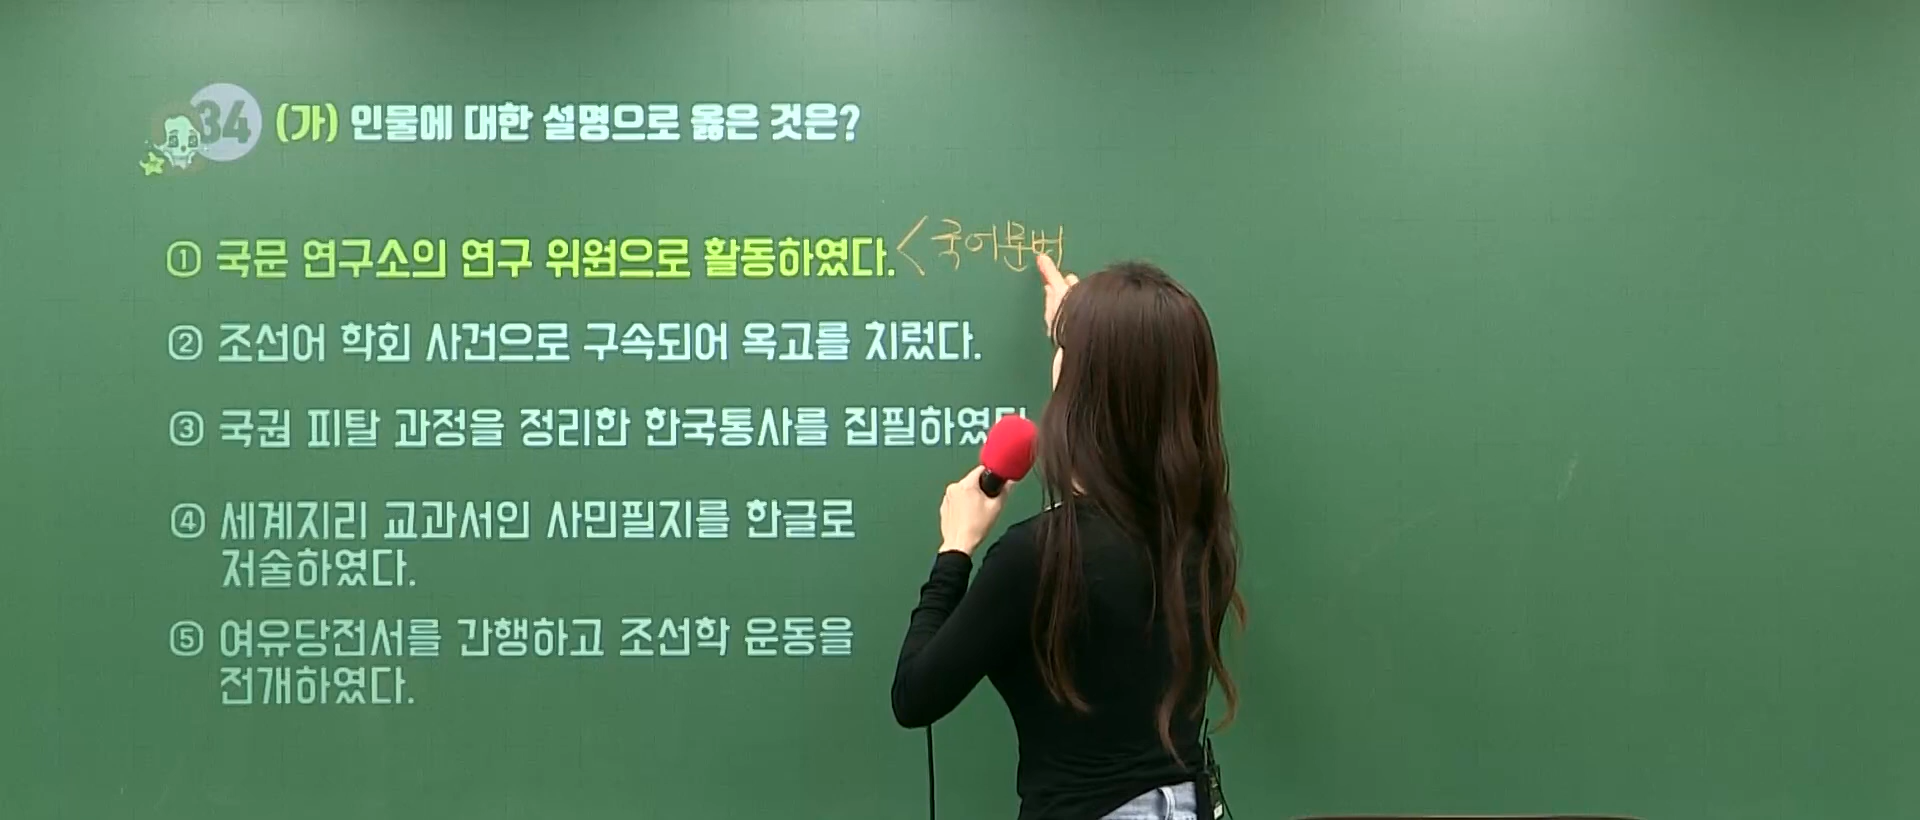 34 (가) 인물에 대한 설명으로 옳은 것은?
① 국문 연구소의 연구 위원으로 활동하였다. <국어문법
② 조선어 학회 사건으로 구속되어 옥고를 치렀다.
③ 국권 피탈 과정을 정리한 한국통사를 집필하였다.
④ 세계지리 교과서인 사민필지를 한글로
저술하였다.
⑤ 여유당전서를 간행하고 조선학 운동을
전개하였다.